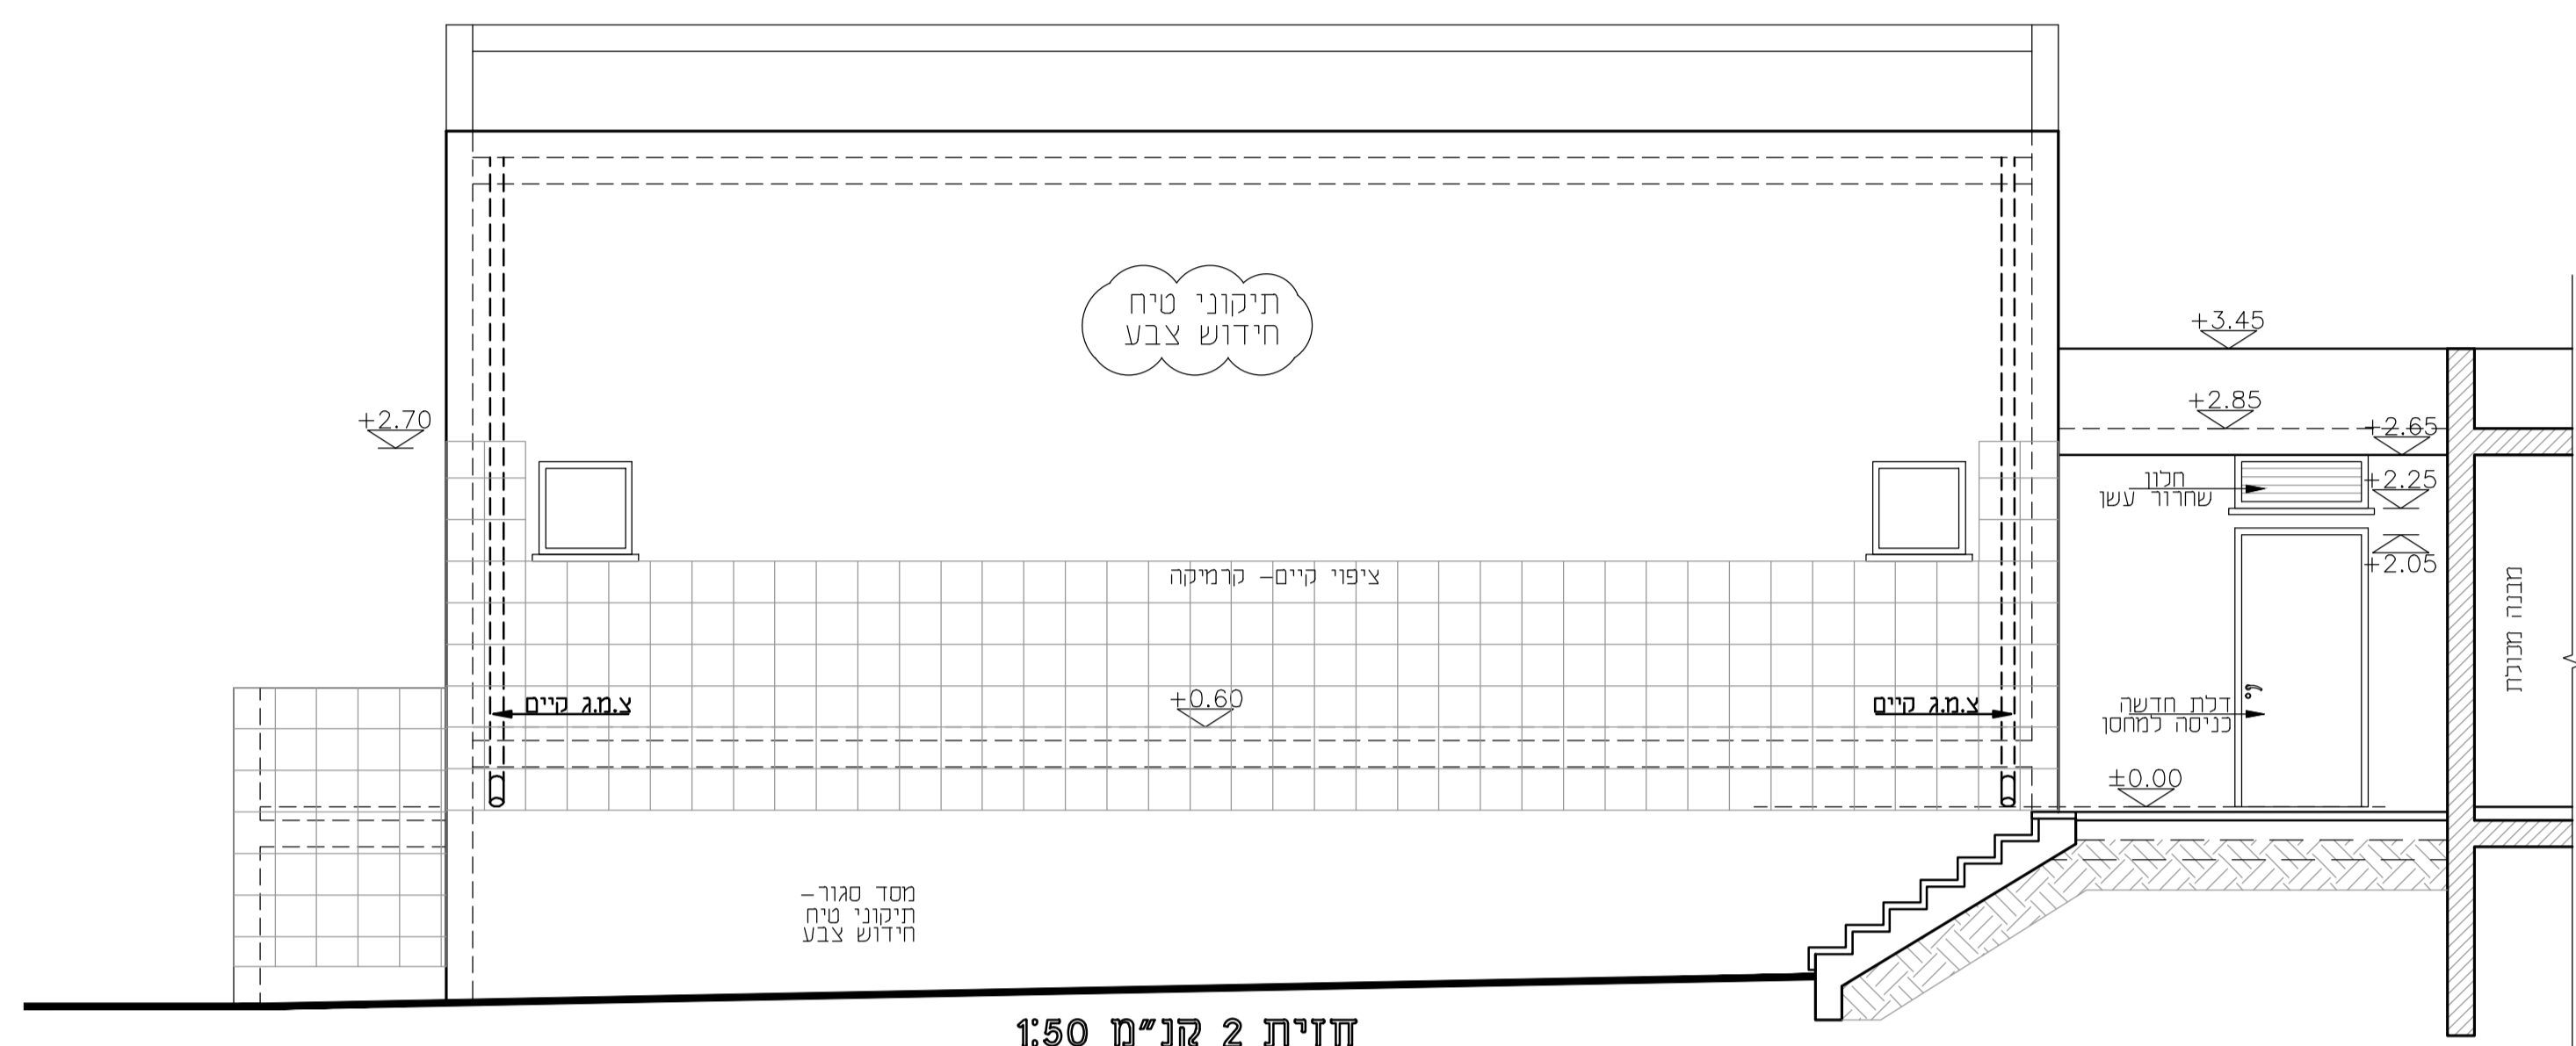 תיקוני טיח
חידוש צבע
+3.45
+2.85
+2.70
+2.65
חלון
שחרור עשן
+2.25
+2.05
ציפוי קיים- קרמיקה
מבנה מכולת
צ.מ.ג קיים
+0.60
צ.מ.ג קיים
דלת חדשה
כניסה למחסן
±0.00
מסד סגור-
תיקוני טיח
חידוש צבע
חזית 2 קנ"מ 1:50